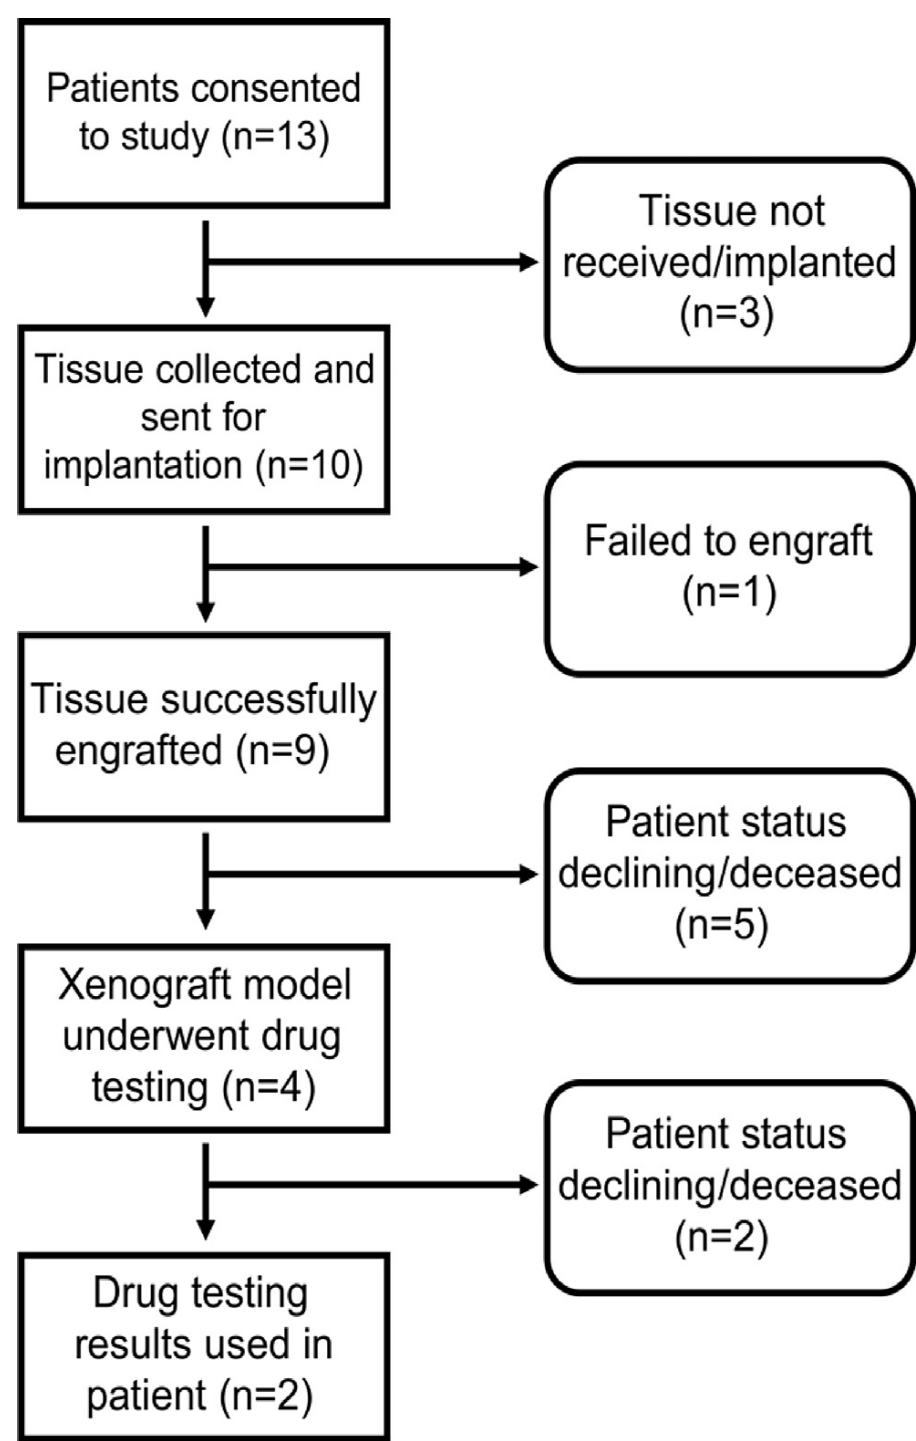 Patients consented
to study (n=13)
Tissue not
received/implanted
(n=3)
Tissue collected and
sent for
implantation (n=10)
Failed to engraft
(n=1)
Tissue successfully
engrafted (n=9)
Patient status
declining/deceased
(n=5)
Xenograft model
underwent drug
testing (n=4)
Patient status
declining/deceased
(n=2)
Drug testing
results used in
patient (n=2)